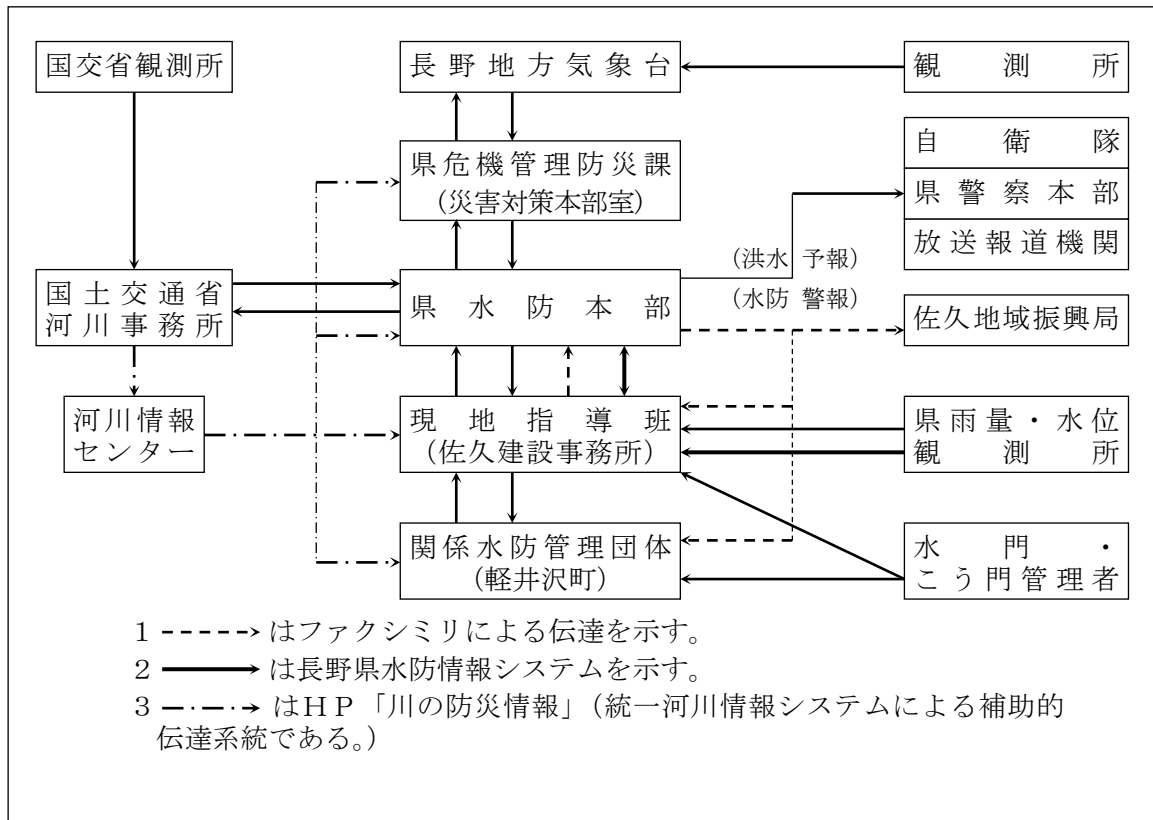 国交省観測所
長野地方気象台
観測所
県危機管理防災課
(災害対策本部室)
自衛隊
県警察本部
放送報道機関
国土交通省
河川事務所
県水防本部
(洪水 予報)
(水防 警報)
佐久地域振興局
河川情報
センター
現地指導班
(佐久建設事務所)
県雨量・水位
観測所
関係水防管理団体
(軽井沢町)
水門・
こう門管理者
1 はファクシミリによる伝達を示す。
2 は長野県水防情報システムを示す。
3 はHP「川の防災情報」(統一河川情報システムによる補助的
伝達系統である。)